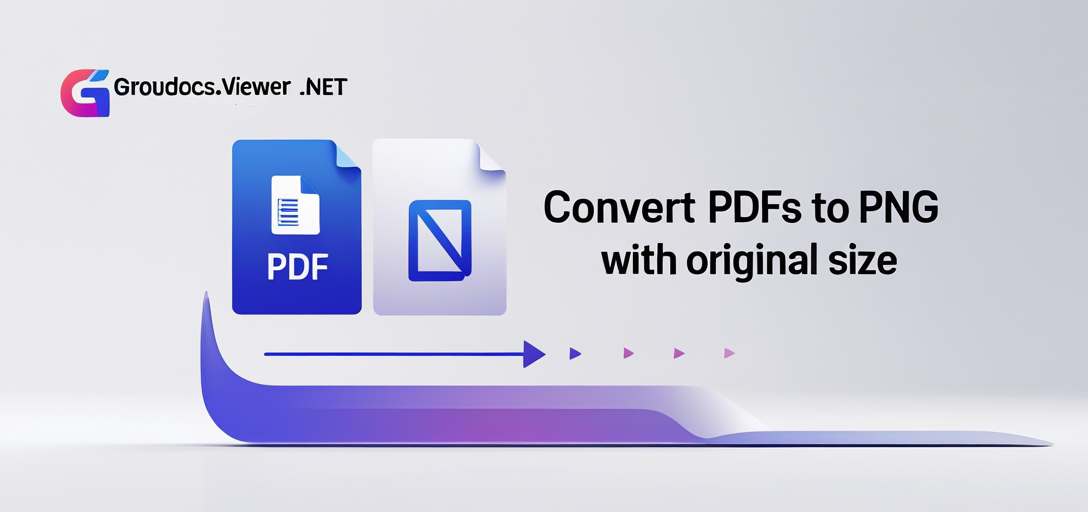 Groudocs.Viewer .NET
PDF
Convert PDFs to PNG
with original size